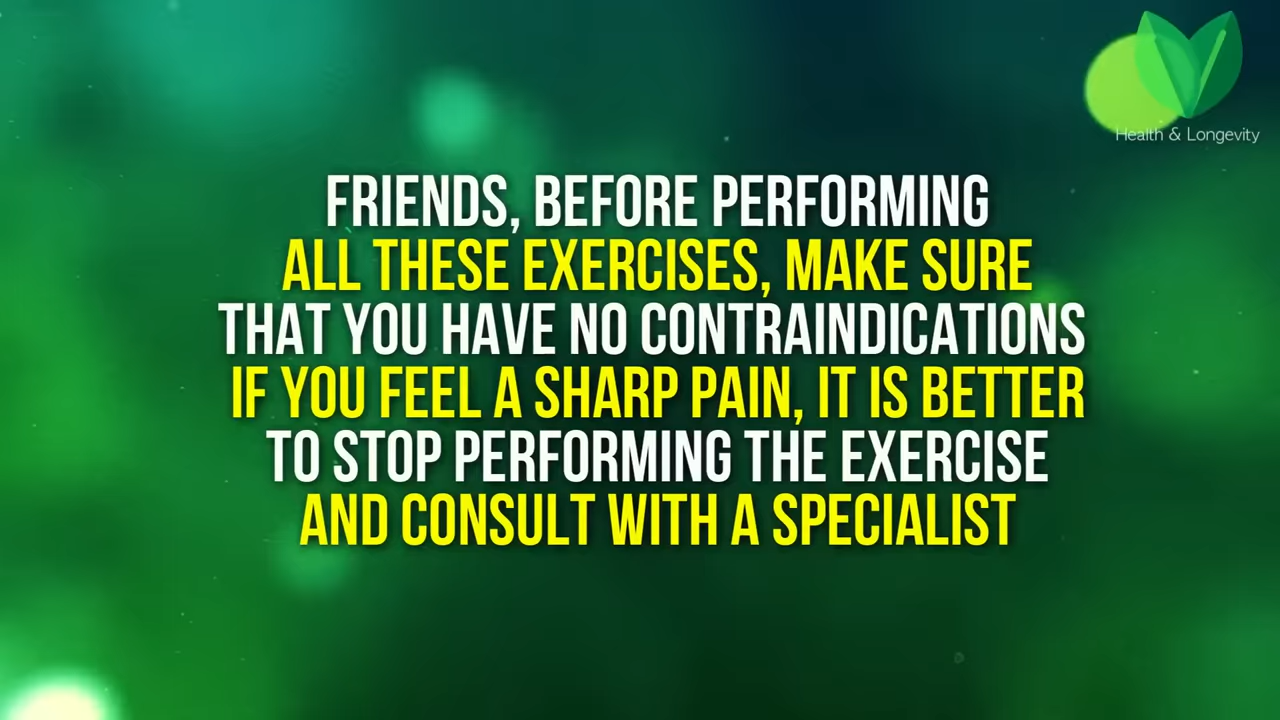 Health & Longevity
FRIENDS, BEFORE PERFORMING
ALL THESE EXERCISES, MAKE SURE
THAT YOU HAVE NO CONTRAINDICATIONS
IF YOU FEEL A SHARP PAIN, IT IS BETTER
TO STOP PERFORMING THE EXERCISE
AND CONSULT WITH A SPECIALIST